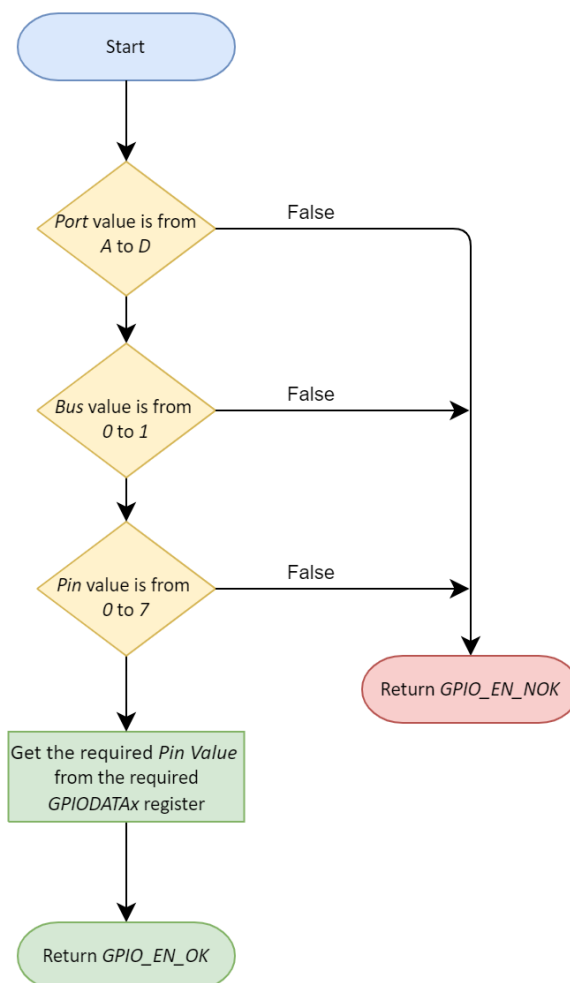 Start
Port value is from
A to D
False
Bus value is from
0 to 1
False
Pin value is from
0 to 7
False
Return GPIO_EN_NOK
Get the required Pin Value
from the required
GPIODATAx register
Return GPIO_EN_OK